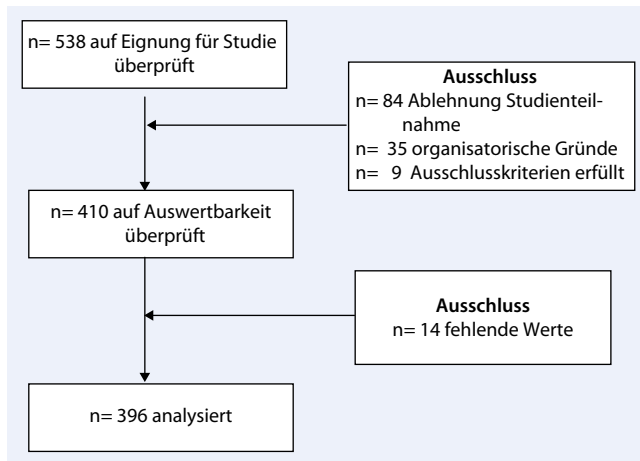 n= 538 auf Eignung für Studie
überprüft
Ausschluss
n= 84 Ablehnung Studienteil-
nahme
n= 35 organisatorische Gründe
n= 9 Ausschlusskriterien erfüllt
n= 410 auf Auswertbarkeit
überprüft
Ausschluss
n= 14 fehlende Werte
n= 396 analysiert